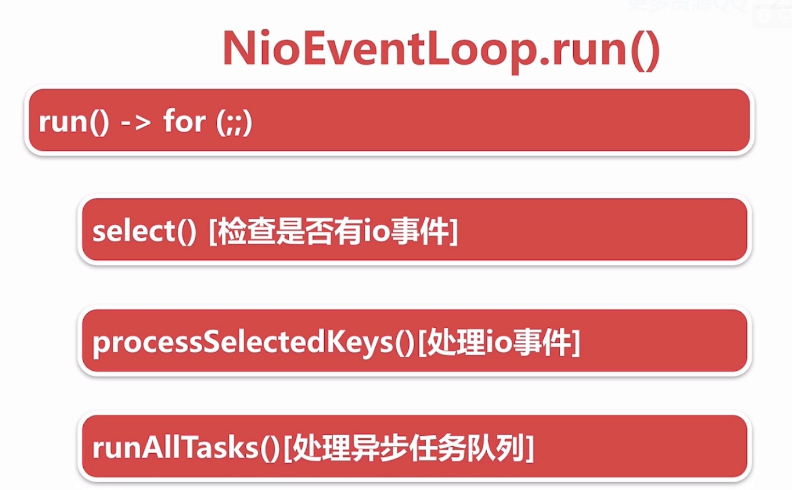 NioEventLoop.run()
run() -> for (;;)
select() [检查是否有io事件]
processSelectedKeys()[处理io事件]
runAllTasks()[处理异步任务队列]